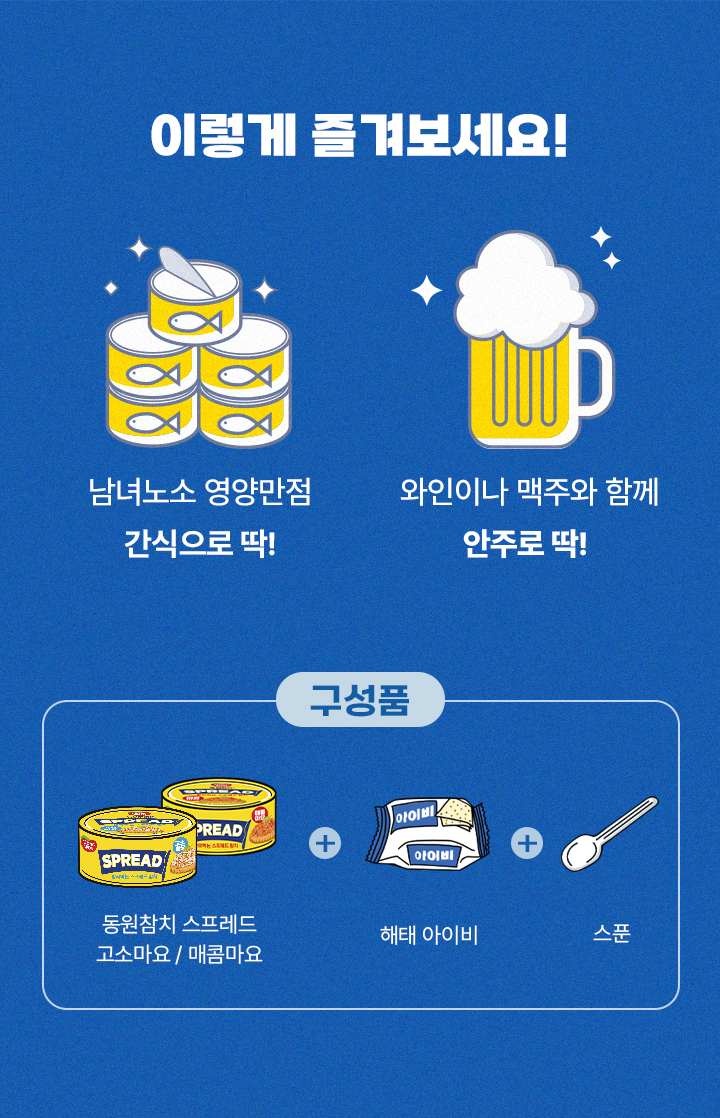 이렇게 즐겨보세요!
남녀노소 영양만점
간식으로 딱!
와인이나 맥주와 함께
안주로 딱!
구성품
SPREAD
SPREAD
SPREAD
아이비
아이비
동원참치 스프레드
고소마요 / 매콤마요
해태 아이비
스푼